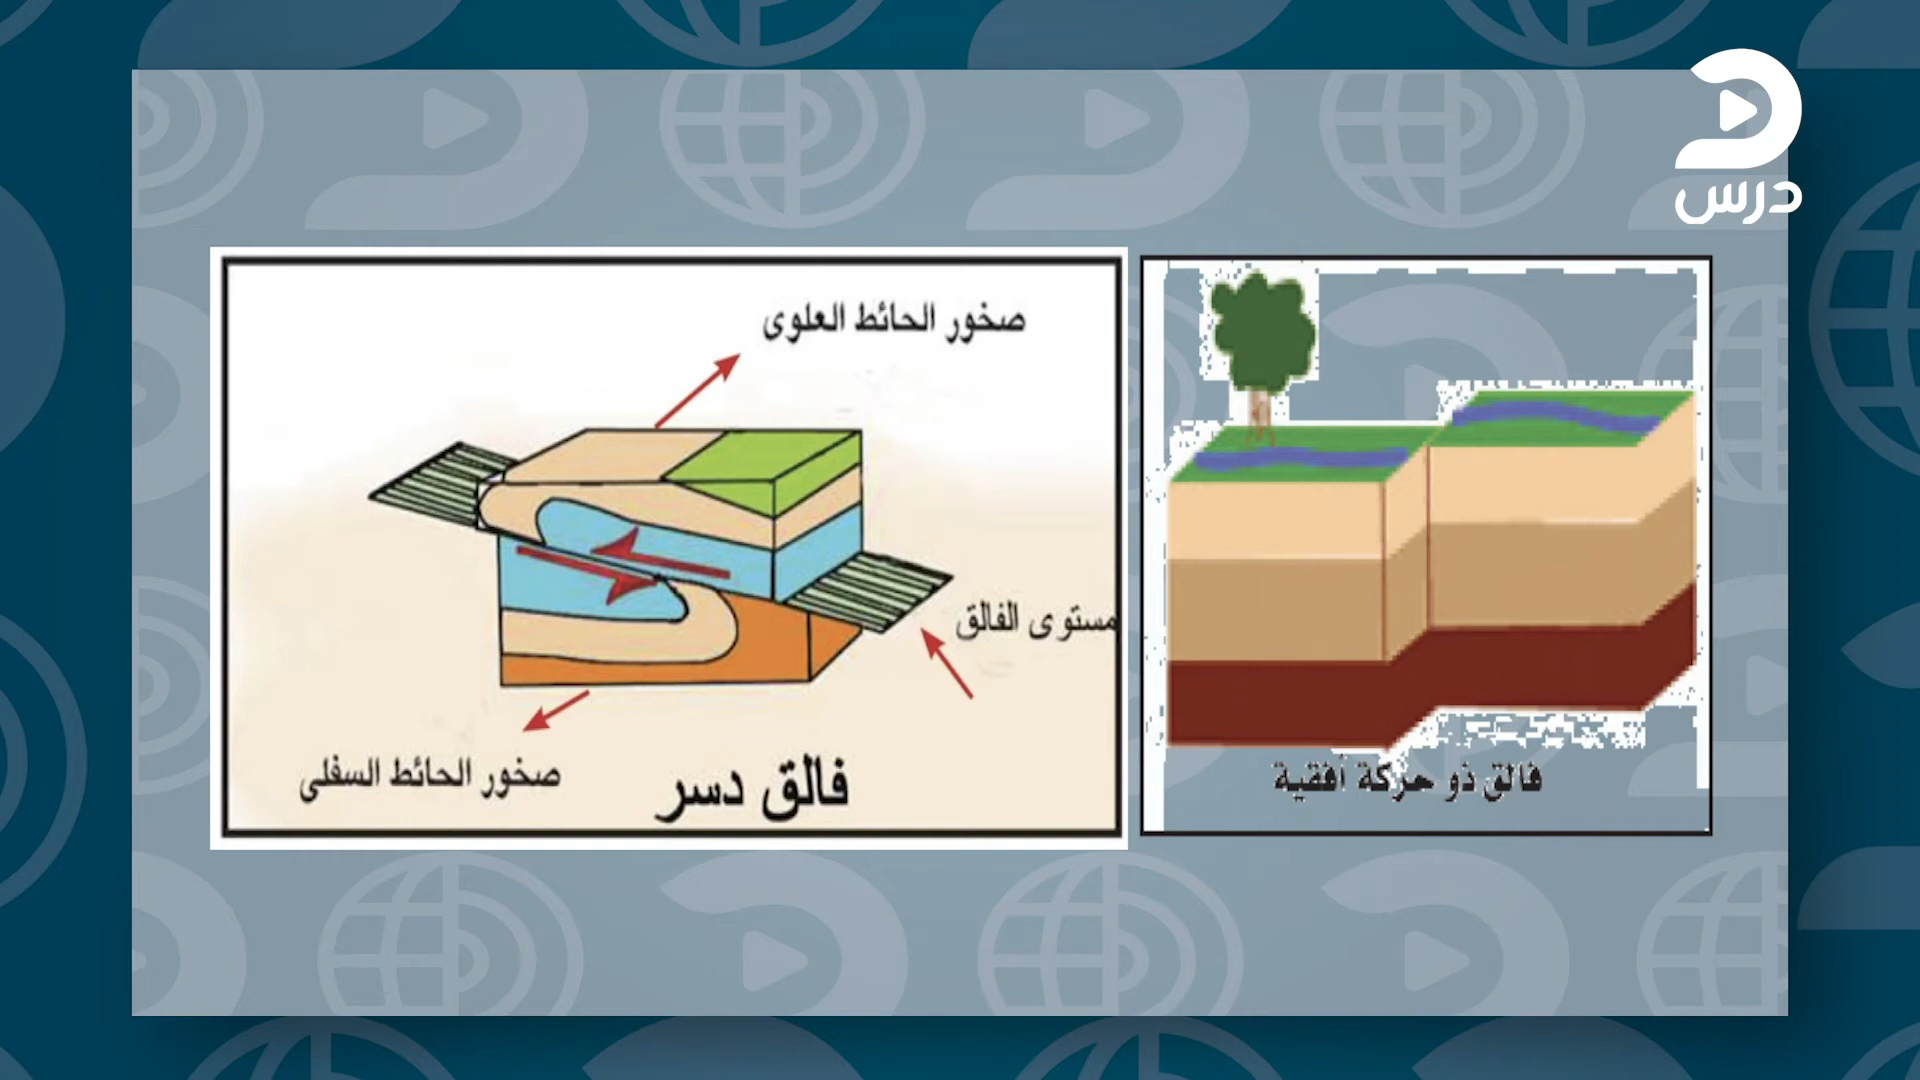 درس
صخور الحائط العلوى
مستوى الفالق
صخور الحائط السفلى
فالق دسر
فالق ذو حركة أفقية